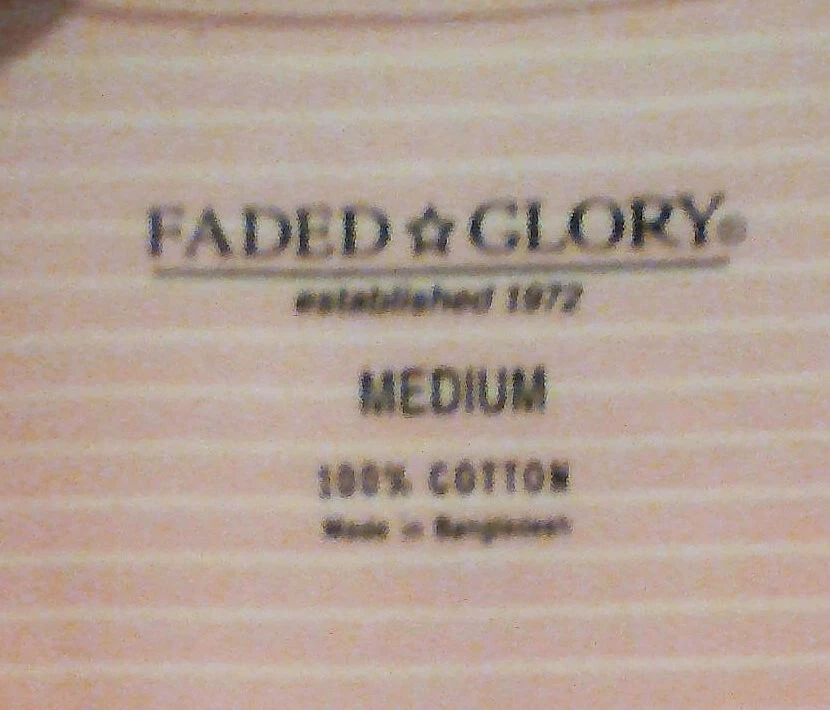 FADED ☆ GLORY®
established 1972
MEDIUM
100% COTTON
Made in Bangladesh